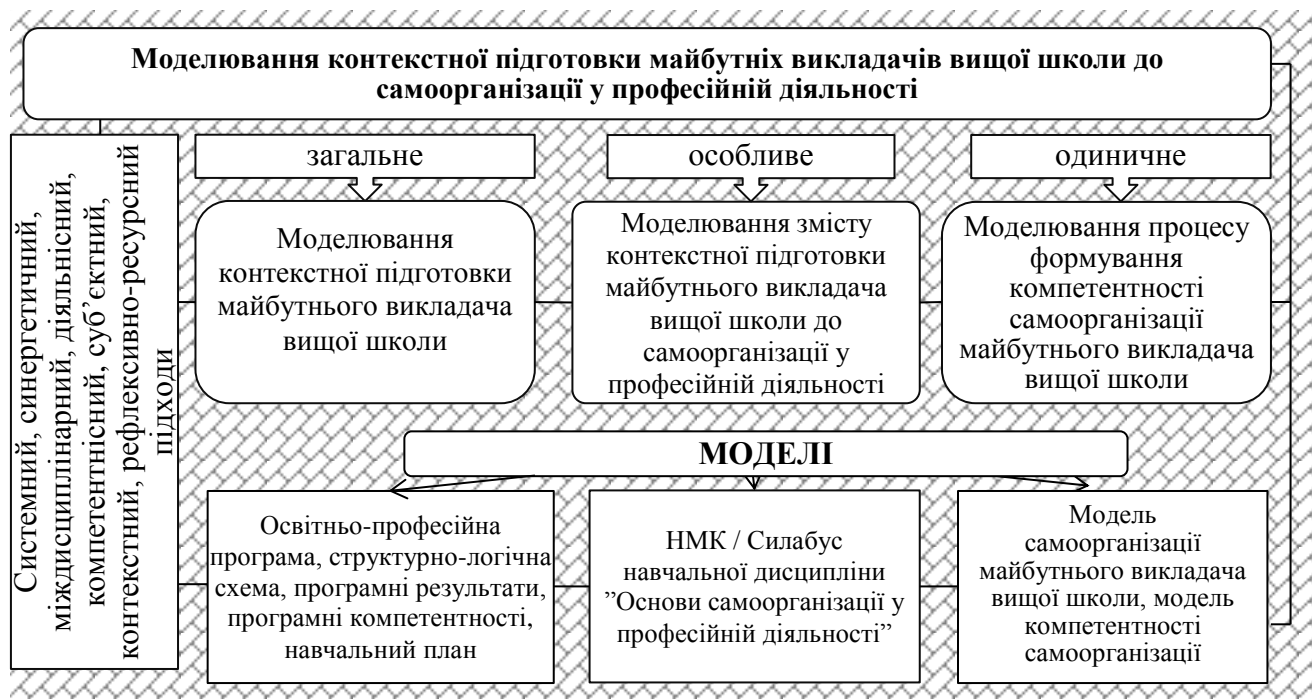 Моделювання контекстної підготовки майбутніх викладачів вищої школи до
самоорганізації у професійній діяльності
Системний, синергетичний,
міждисциплінарний, діяльнісний,
компетентнісний, суб’єктний,
контекстний, рефлексивно-ресурсний
підходи
загальне
особливе
одиничне
Моделювання
контекстної підготовки
майбутнього викладача
вищої школи
Моделювання змісту
контекстної підготовки
майбутнього викладача
вищої школи до
самоорганізації у
професійній діяльності
Моделювання процесу
формування
компетентності
самоорганізації
майбутнього викладача
вищої школи
МОДЕЛІ
Освітньо-професійна
програма, структурно-логічна
схема, програмні результати,
програмні компетентності,
навчальний план
НМК / Силабус
навчальної дисципліни
”Основи самоорганізації у
професійній діяльності”
Модель
самоорганізації
майбутнього викладача
вищої школи, модель
компетентності
самоорганізації